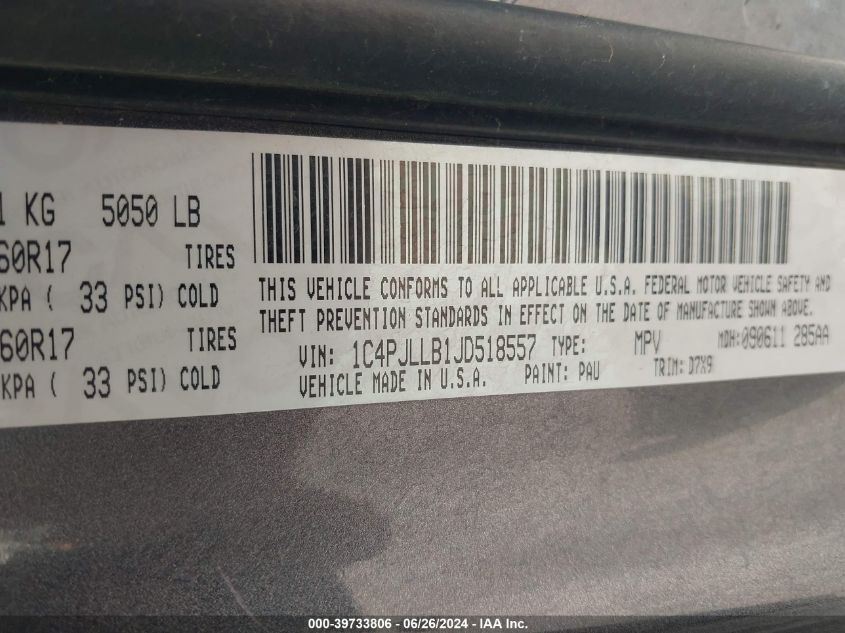 1 KG 5050 LB
60R17 TIRES
KPA ( 33 PSI) COLD
60R17 TIRES
KPA ( 33 PSI) COLD
THIS VEHICLE CONFORMS TO ALL APPLICABLE U.S.A. FEDERAL MOTOR VEHICLE SAFETY AND
THEFT PREVENTION STANDARDS IN EFFECT ON THE DATE OF MANUFACTURE SHOWN ABOVE.
VIN: 1C4PJLLB1JD518557 TYPE: MPV MDH:090611 285AA
VEHICLE MADE IN U.S.A. PAINT: PAU TRIM: D7X9
000-39733806 - 06/26/2024 - IAA Inc.